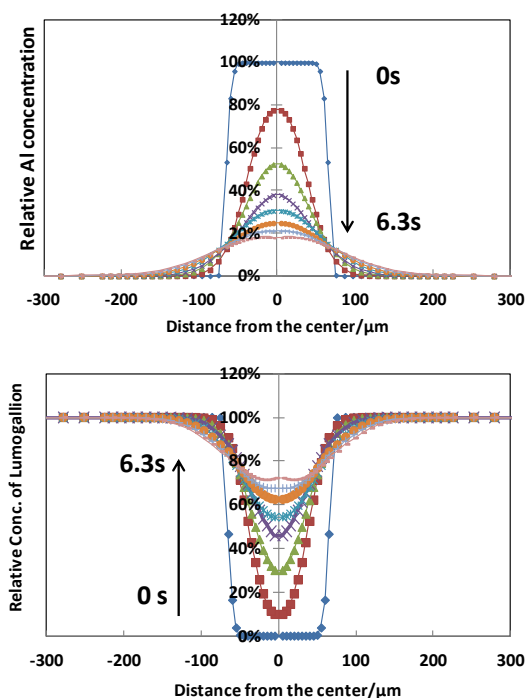 120%
100%
80%
60%
40%
20%
0%
Relative Al concentration
0s
6.3s
-300 -200 -100 0 100 200 300
Distance from the center/µm
120%
100%
80%
60%
40%
20%
0%
Relative Conc. of Lumogallion
6.3s
0 s
-300 -200 -100 0 100 200 300
Distance from the center/µm